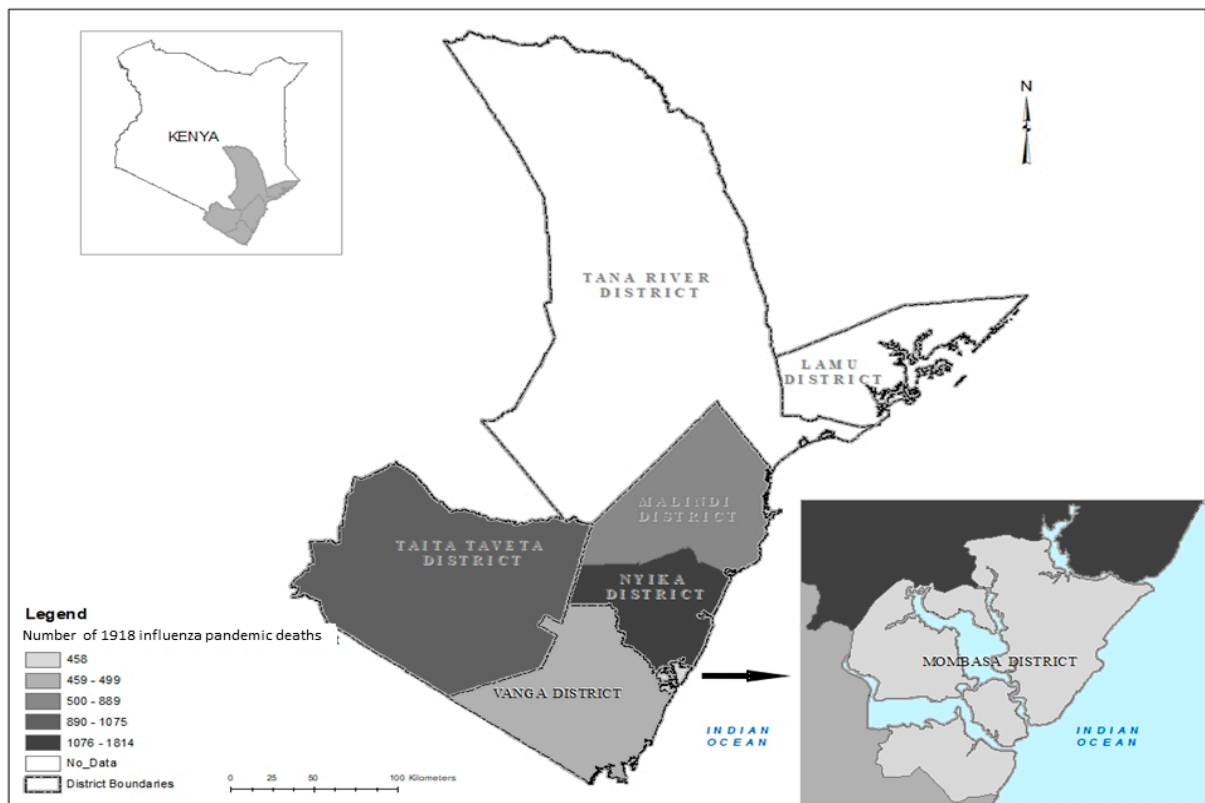 KENYA
N
TANA RIVER
DISTRICT
LAMU
DISTRICT
MALINDI
DISTRICT
TAITA TAVETA
DISTRICT
NYIKA
DISTRICT
VANGA DISTRICT
MOMBASA DISTRICT
INDIAN
OCEAN
INDIAN
OCEAN
Legend
Number of 1918 influenza pandemic deaths
458
459 - 499
500 - 889
890 - 1075
1076 - 1814
No_Data
District Boundaries
0 25 50 100 Kilometers